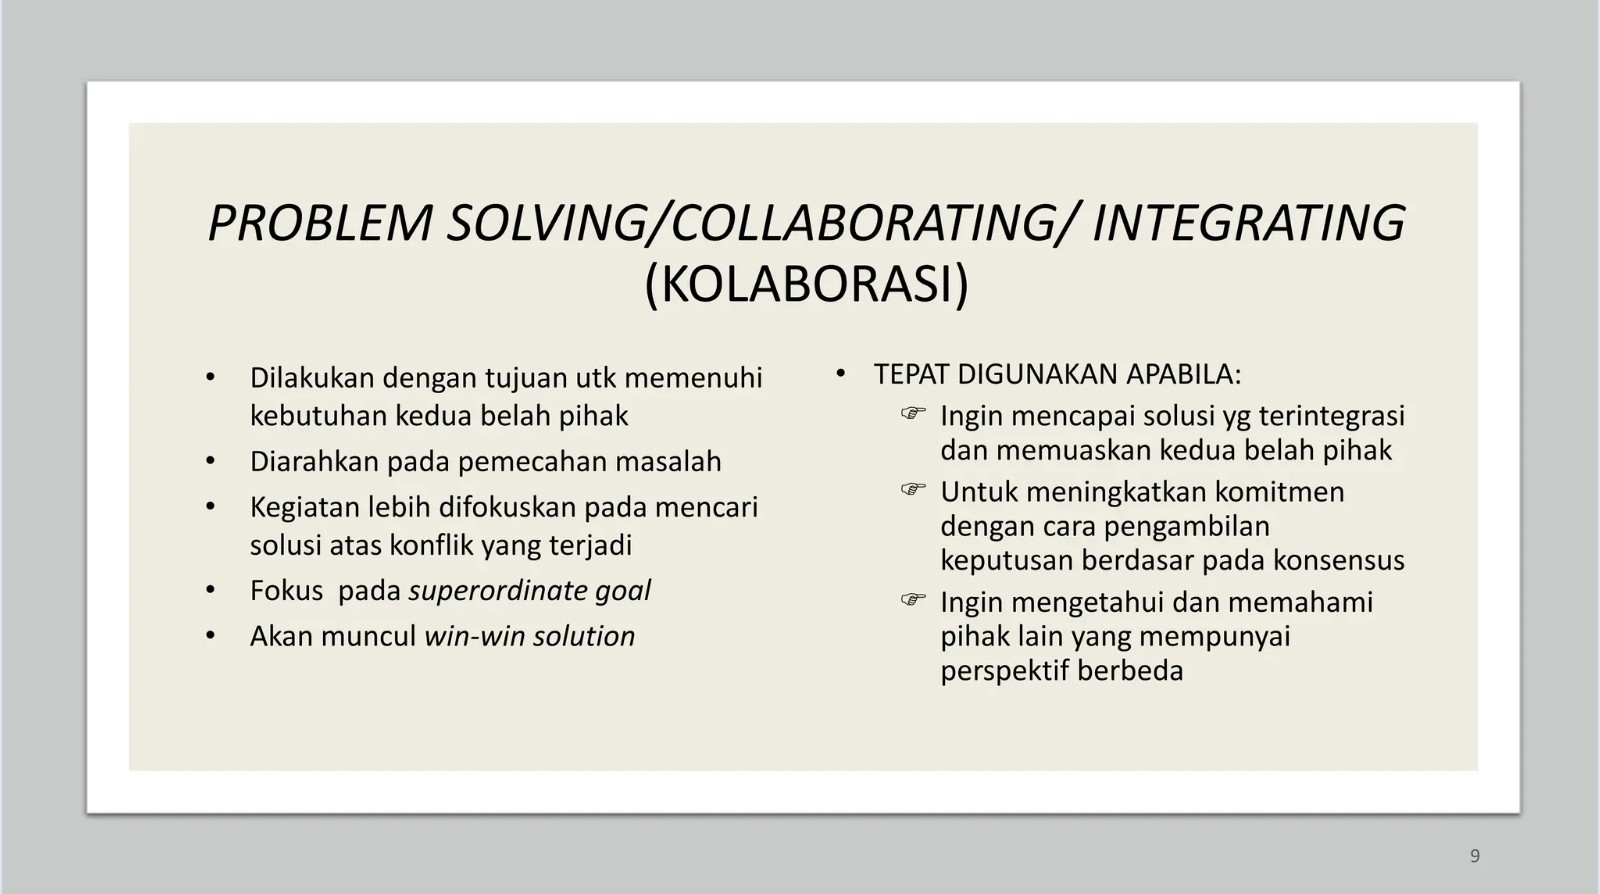 PROBLEM SOLVING/COLLABORATING/ INTEGRATING
(KOLABORASI)
• Dilakukan dengan tujuan utk memenuhi
kebutuhan kedua belah pihak
• Diarahkan pada pemecahan masalah
• Kegiatan lebih difokuskan pada mencari
solusi atas konflik yang terjadi
• Fokus  pada superordinate goal
• Akan muncul win-win solution
• TEPAT DIGUNAKAN APABILA:
☞ Ingin mencapai solusi yg terintegrasi
dan memuaskan kedua belah pihak
☞ Untuk meningkatkan komitmen
dengan cara pengambilan
keputusan berdasar pada konsensus
☞ Ingin mengetahui dan memahami
pihak lain yang mempunyai
perspektif berbeda
9